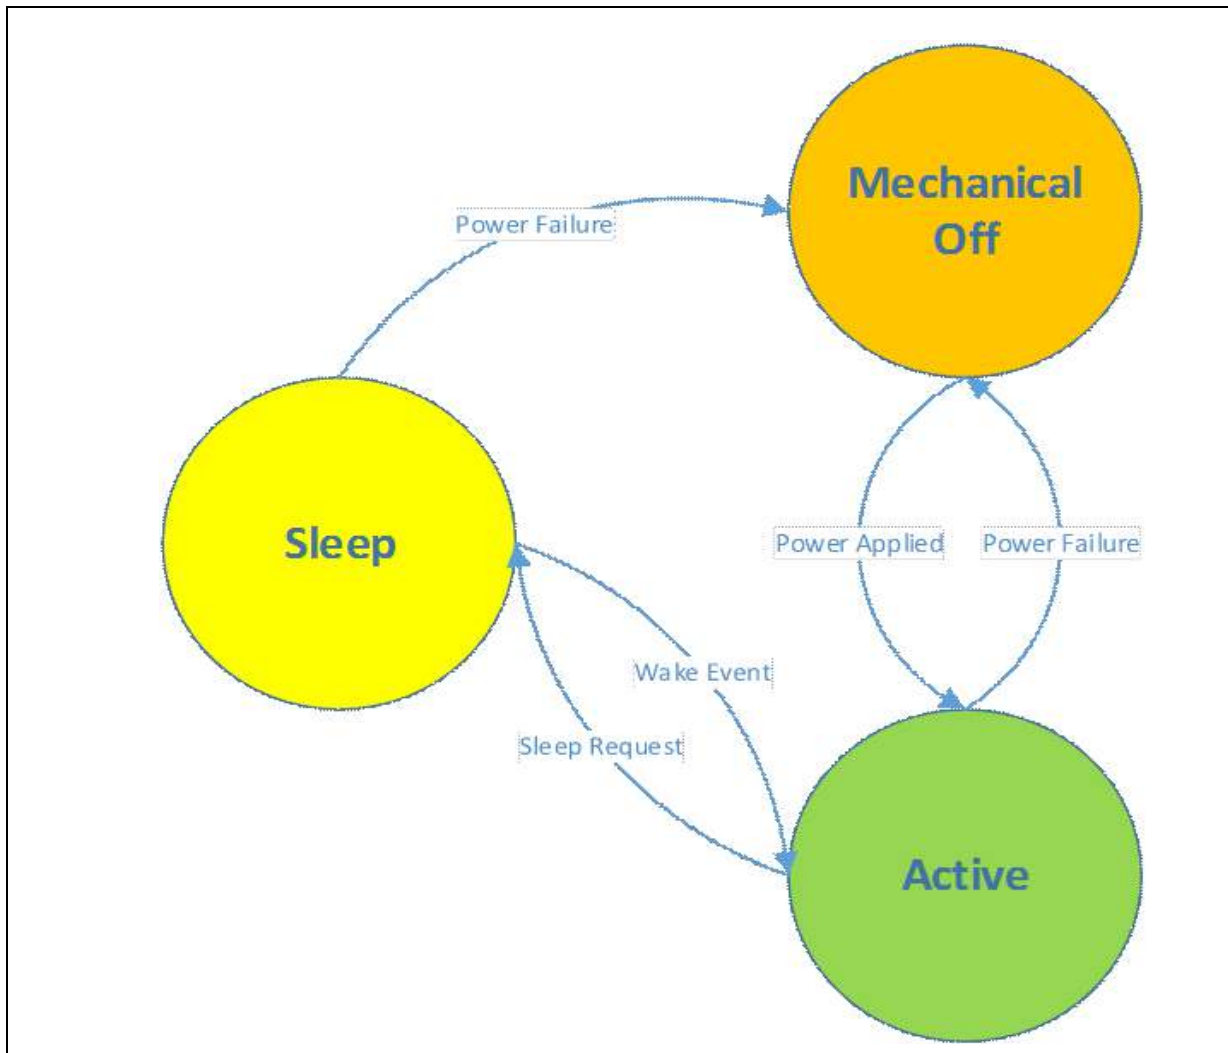 Mechanical
Off
Power Failure
Sleep
Power Applied
Power Failure
Wake Event
Sleep Request
Active